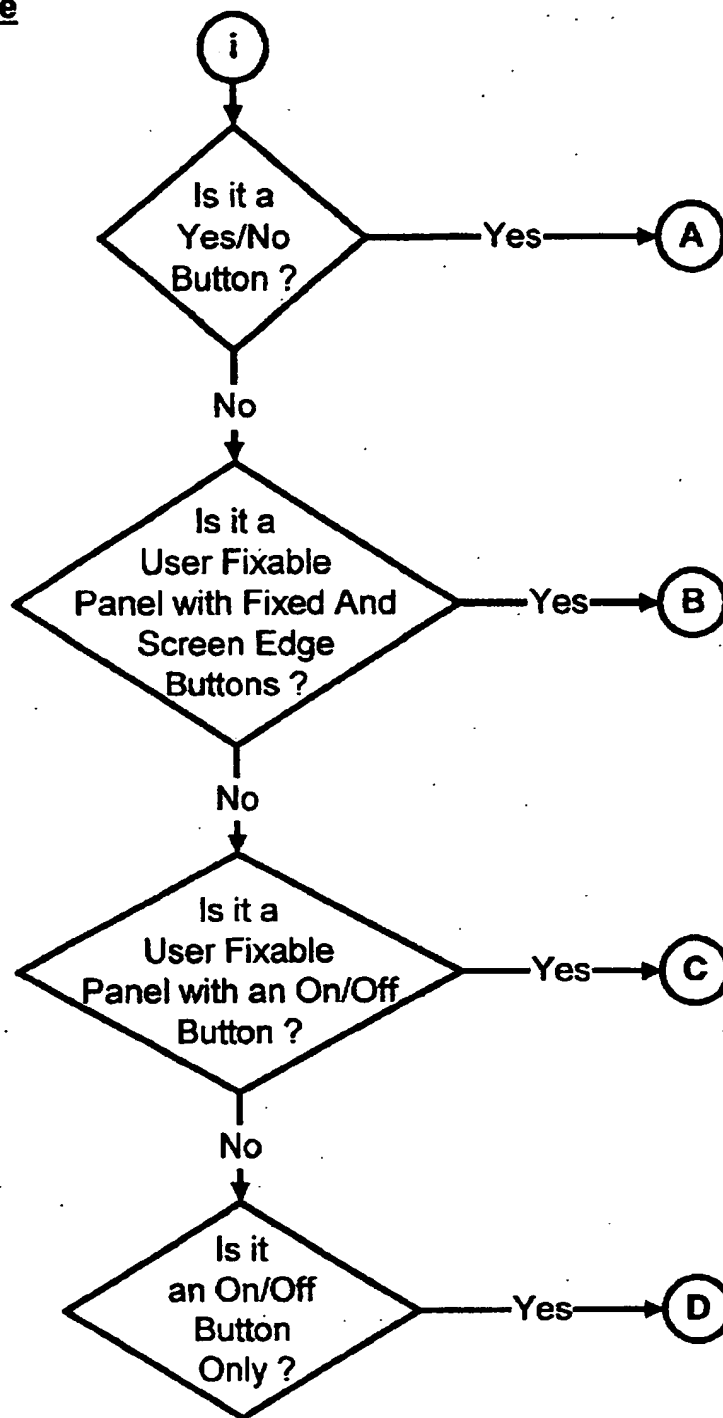 e
i
Is it a
Yes/No
Button ?
Yes
A
No
Is it a
User Fixable
Panel with Fixed And
Screen Edge
Buttons ?
Yes
B
No
Is it a
User Fixable
Panel with an On/Off
Button ?
Yes
C
No
Is it
an On/Off
Button
Only ?
Yes
D